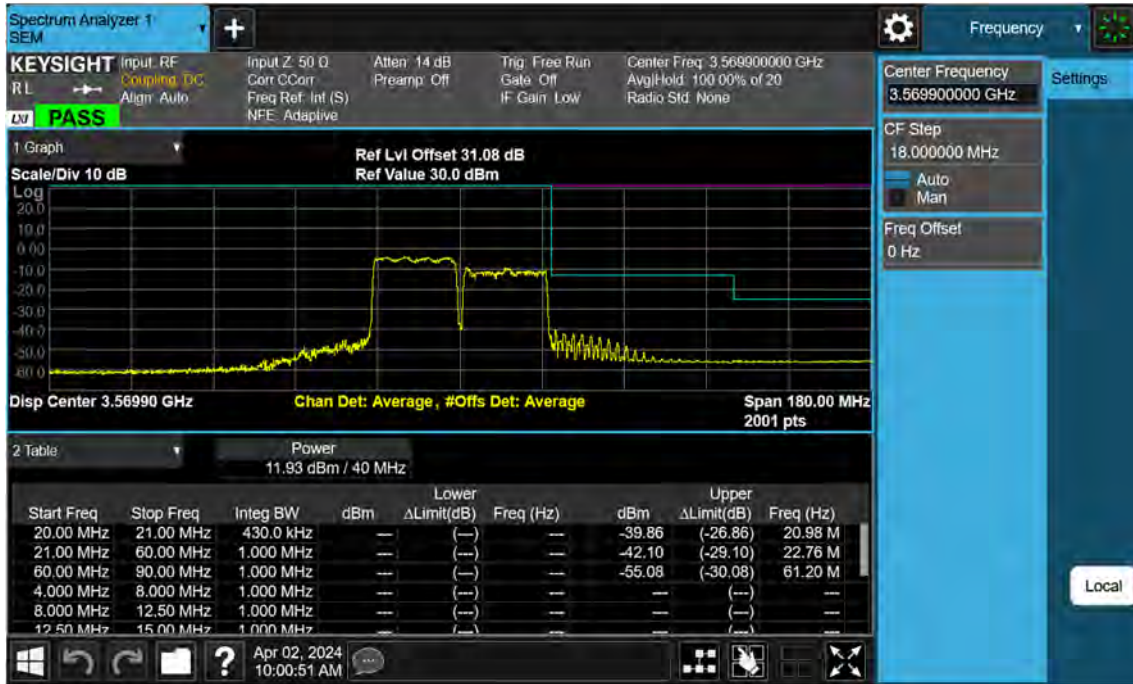 Spectrum Analyzer 1
SEM
Frequency
KEYSIGHT Input: RF Input Z: 50 Ω Atten: 14 dB Trig: Free Run Center Freq: 3.569900000 GHz
RL Coupling: DC Corr CCorr Preamp: Off Gate: Off Avg|Hold: 100.00% of 20
Align: Auto Freq Ref: Int (S) IF Gain: Low Radio Std: None
LXI PASS NFE: Adaptive
Center Frequency
3.569900000 GHz
Settings
CF Step
18.000000 MHz
Auto
Man
Freq Offset
0 Hz
1 Graph
Ref Lvl Offset 31.08 dB
Scale/Div 10 dB Ref Value 30.0 dBm
Log
20.0
10.0
0.00
-10.0
-20.0
-30.0
-40.0
-50.0
-60.0
Disp Center 3.56990 GHz Chan Det: Average, #Offs Det: Average Span 180.00 MHz
2001 pts
2 Table Power
11.93 dBm / 40 MHz
Lower Upper
Start Freq Stop Freq Integ BW dBm ΔLimit(dB) Freq (Hz) dBm ΔLimit(dB) Freq (Hz)
20.00 MHz 21.00 MHz 430.0 kHz --- (---) --- -39.86 (-26.86) 20.98 M
21.00 MHz 60.00 MHz 1.000 MHz --- (---) --- -42.10 (-29.10) 22.76 M
60.00 MHz 90.00 MHz 1.000 MHz --- (---) --- -55.08 (-30.08) 61.20 M
4.000 MHz 8.000 MHz 1.000 MHz --- (---) --- --- (---) ---
8.000 MHz 12.50 MHz 1.000 MHz --- (---) --- --- (---) ---
12.50 MHz 15.00 MHz 1.000 MHz --- (---) --- --- (---) ---
Local
Apr 02, 2024
10:00:51 AM